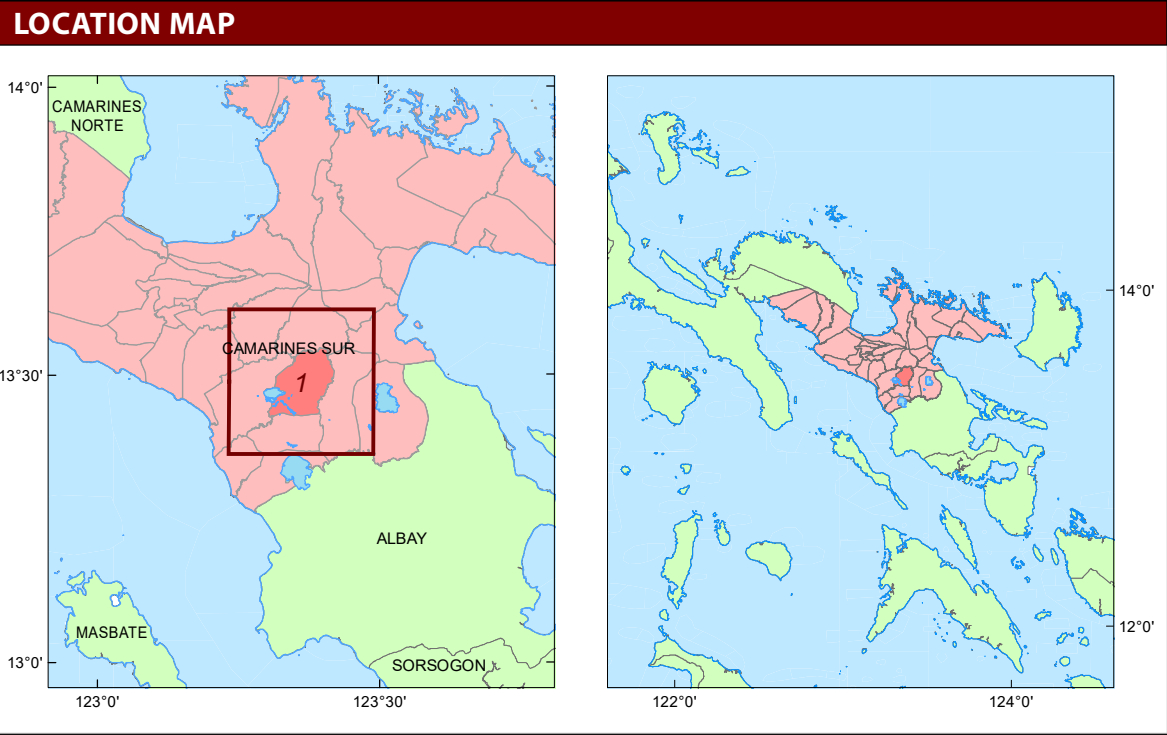 LOCATION MAP
14°0'
CAMARINES
NORTE
CAMARINES SUR
13°30'
1
ALBAY
MASBATE
SORSOGON
13°0'
123°0'
123°30'
14°0'
12°0'
122°0'
124°0'